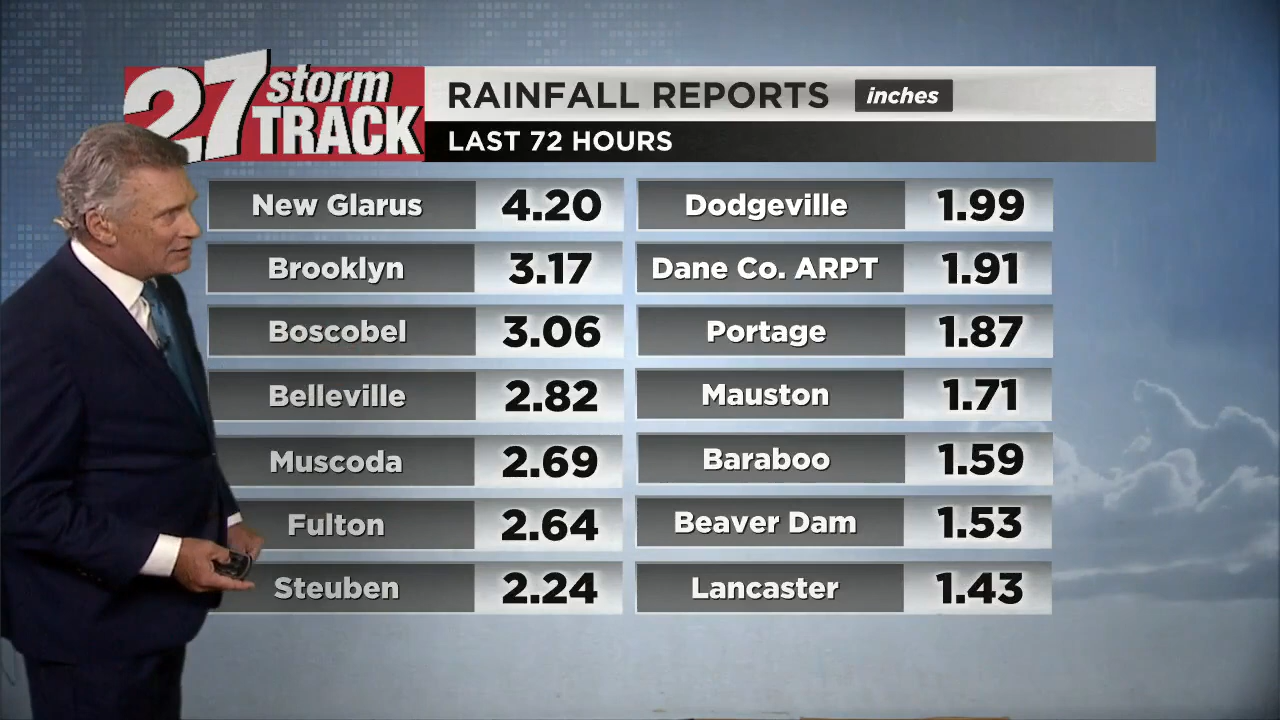 27 storm TRACK
RAINFALL REPORTS inches
LAST 72 HOURS
New Glarus 4.20
Brooklyn 3.17
Boscobel 3.06
Belleville 2.82
Muscoda 2.69
Fulton 2.64
Steuben 2.24
Dodgeville 1.99
Dane Co. ARPT 1.91
Portage 1.87
Mauston 1.71
Baraboo 1.59
Beaver Dam 1.53
Lancaster 1.43